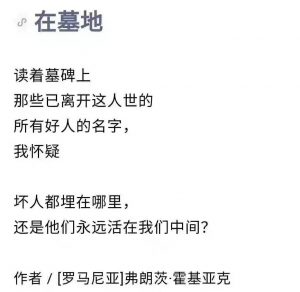 在墓地
读着墓碑上
那些已离开这人世的
所有好人的名字，
我怀疑
坏人都埋在哪里，
还是他们永远活在我们中间？
作者 / [罗马尼亚]弗朗茨·霍基亚克